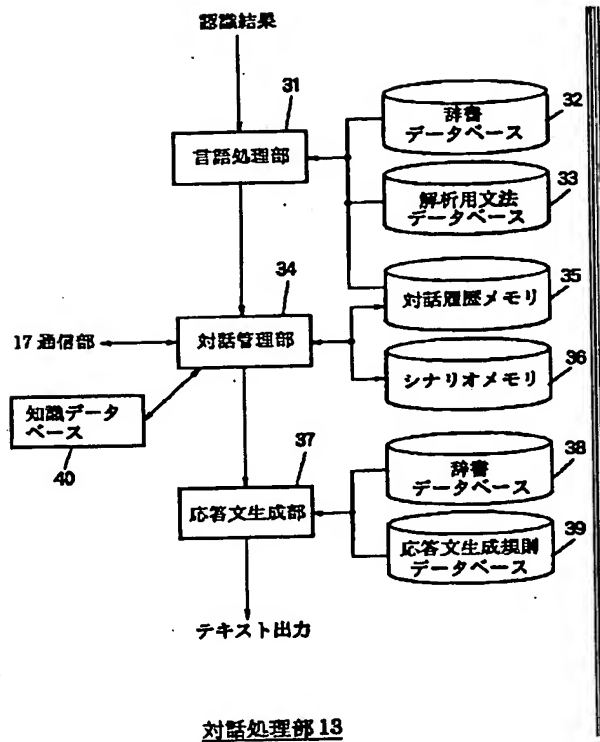 認識結果
31
言語処理部
辞書
データベース
32
解析用文法
データベース
33
34
対話履歴メモリ
35
17 通信部
対話管理部
シナリオメモリ
36
知識データ
ベース
40
37
応答文生成部
辞書
データベース
38
応答文生成規則
データベース
39
テキスト出力
対話処理部 13